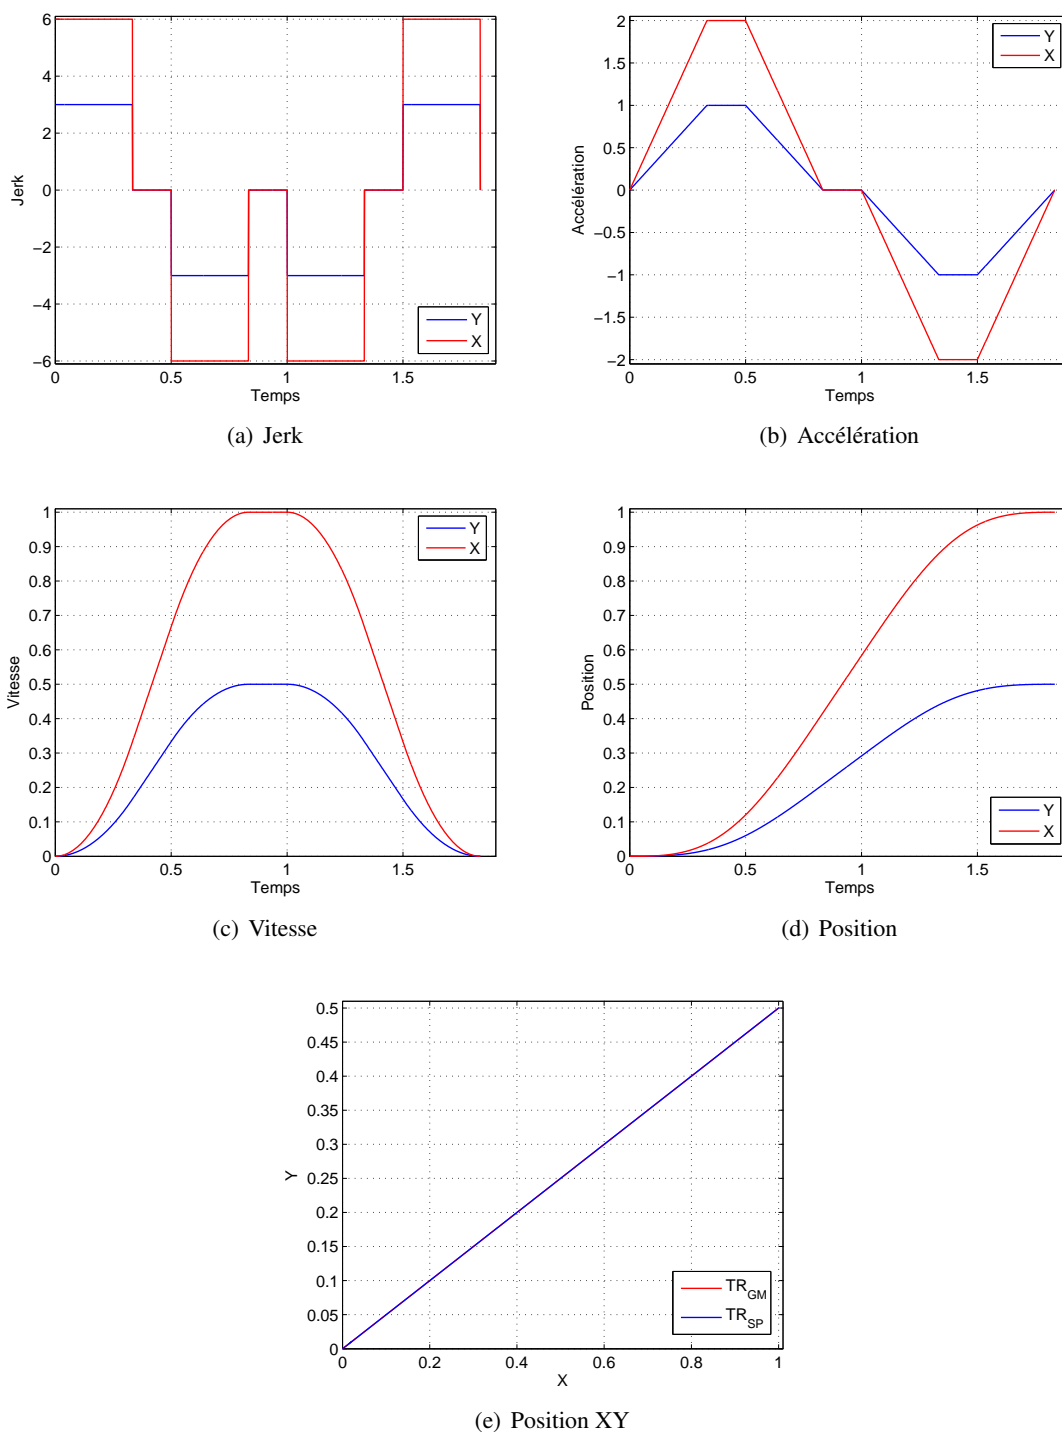 6
4
2
0
−2
−4
−6
0
0.5
1
1.5
Jerk
Temps
Y
X
(a) Jerk
2
1.5
1
0.5
0
−0.5
−1
−1.5
−2
0
0.5
1
1.5
Accélération
Temps
Y
X
(b) Accélération
1
0.9
0.8
0.7
0.6
0.5
0.4
0.3
0.2
0.1
0
0
0.5
1
1.5
Vitesse
Temps
Y
X
(c) Vitesse
1
0.9
0.8
0.7
0.6
0.5
0.4
0.3
0.2
0.1
0
0
0.5
1
1.5
Position
Temps
Y
X
(d) Position
0.5
0.45
0.4
0.35
0.3
0.25
0.2
0.15
0.1
0.05
0
0
0.2
0.4
0.6
0.8
1
Y
X
TR_GM
TR_SP
(e) Position XY